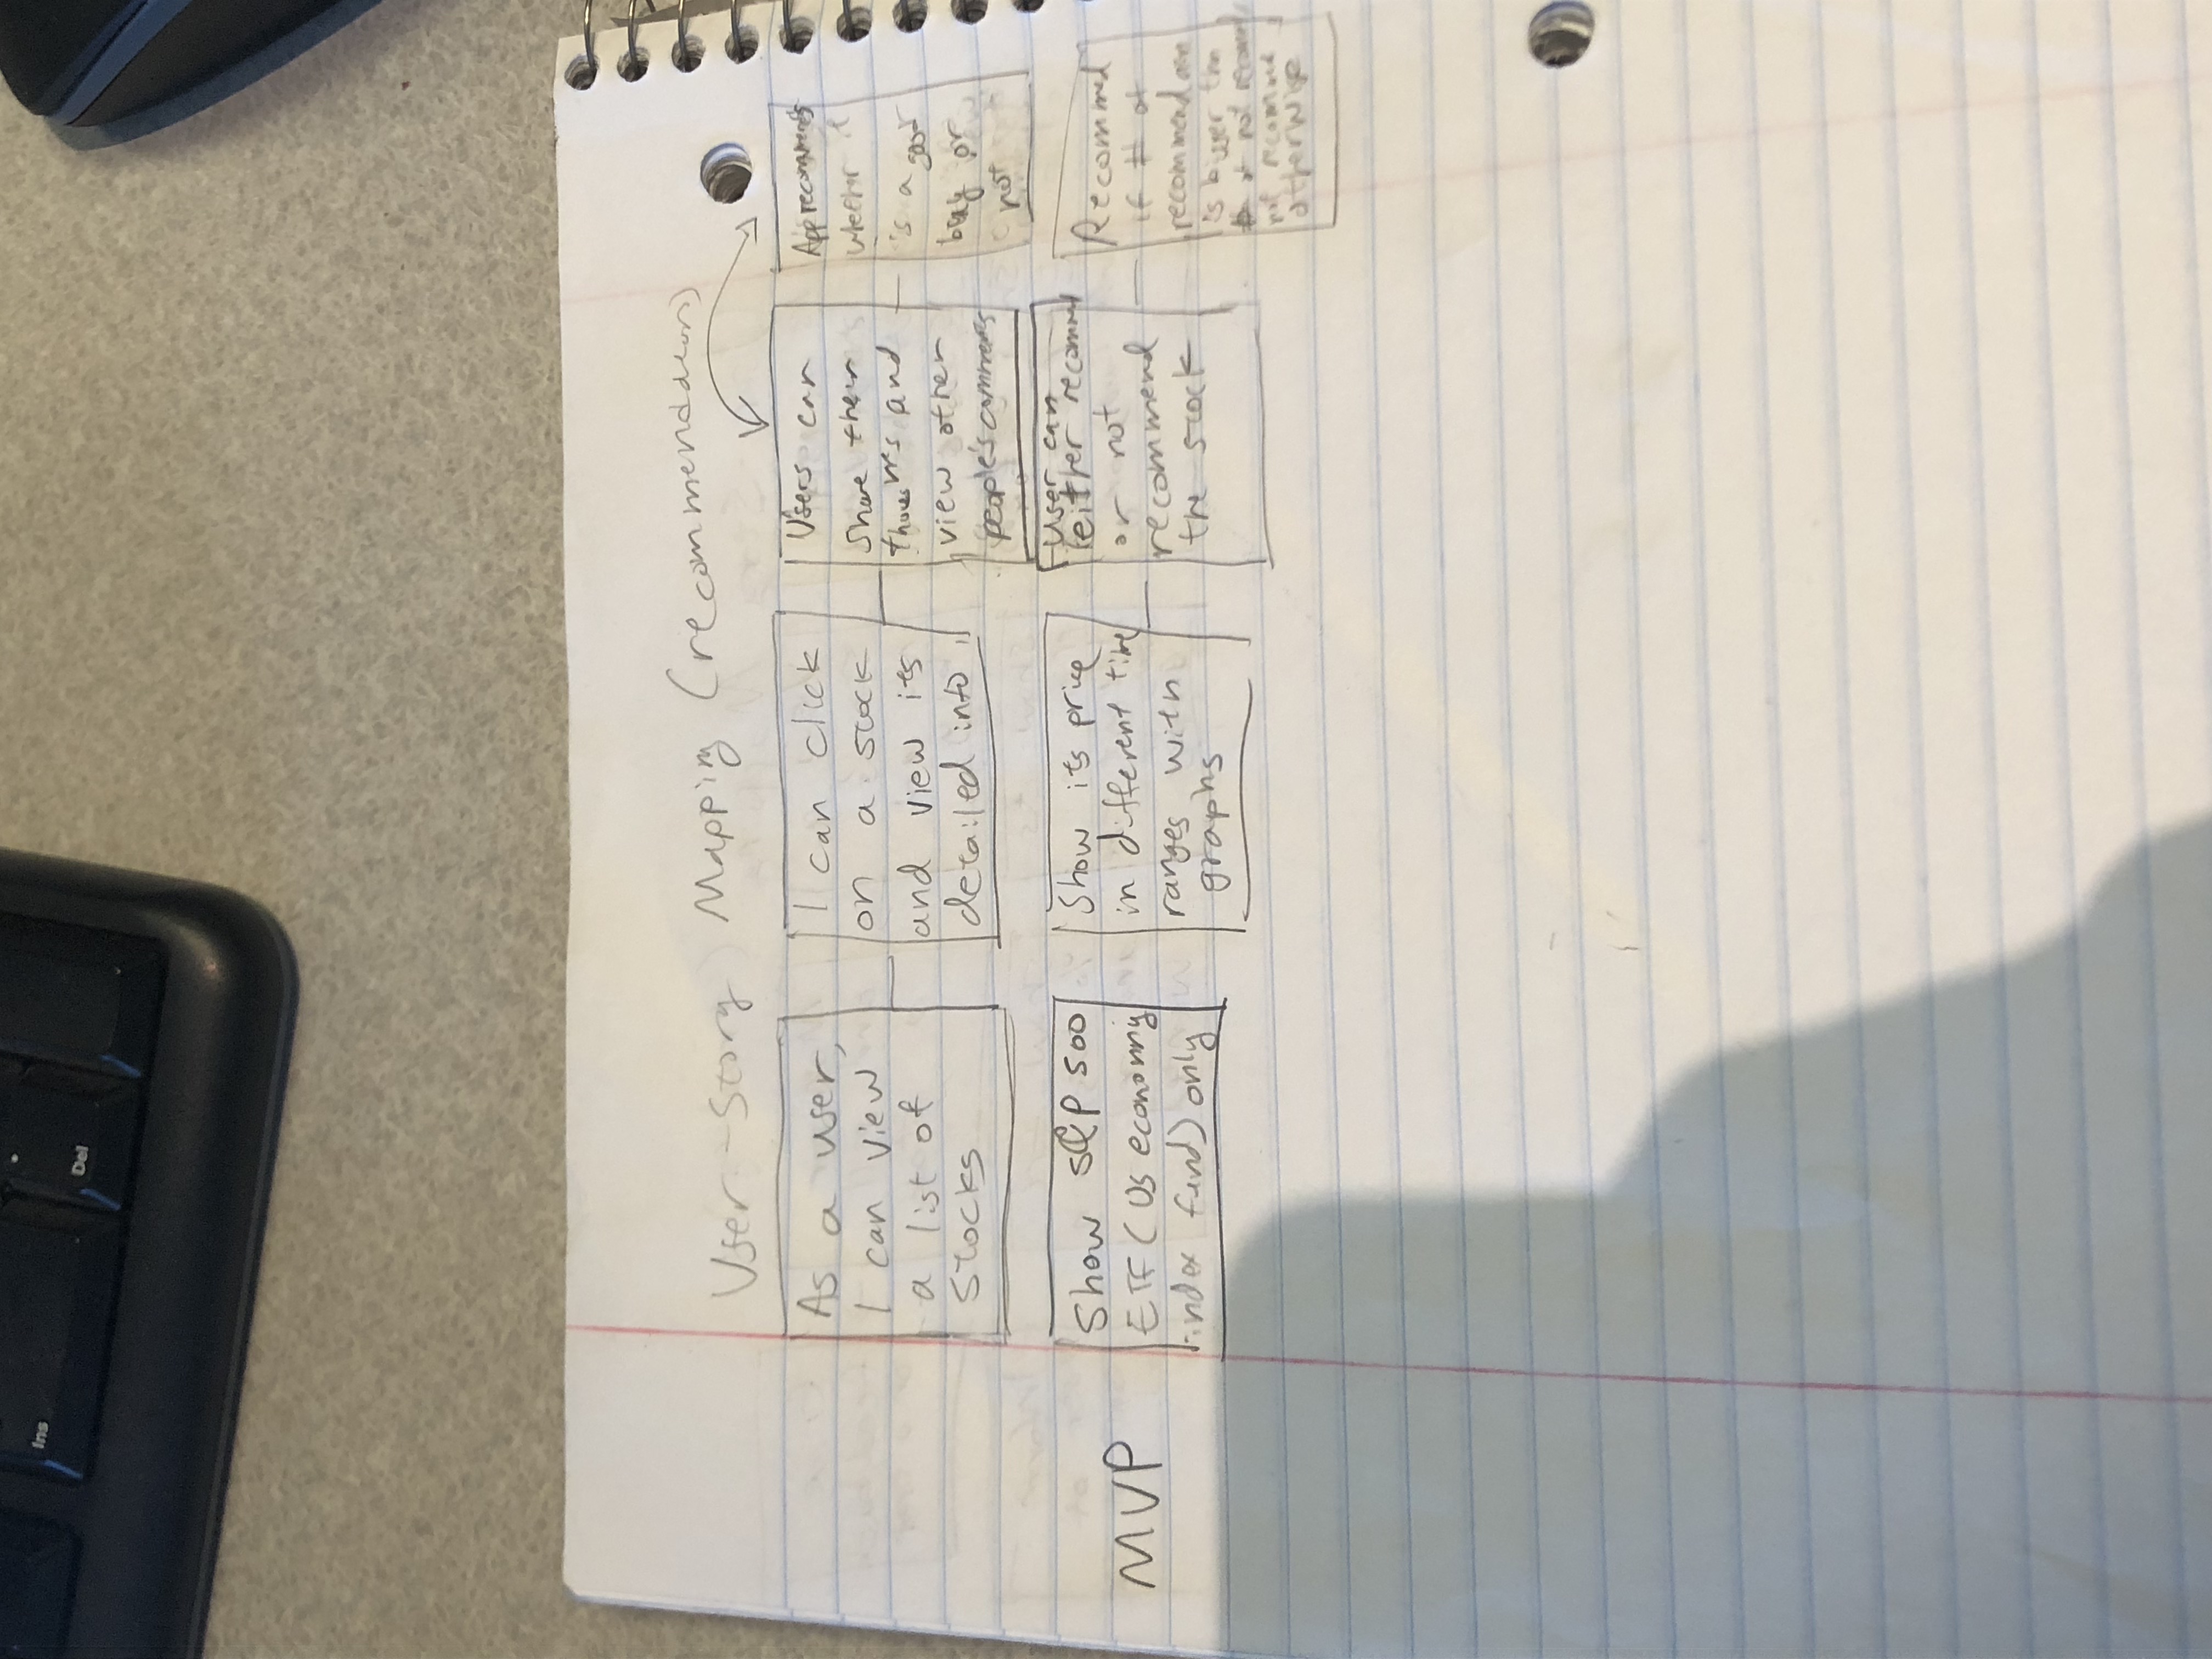 Ins
Del
User-Story Mapping (recommendation)
As a user,
I can view
a list of
stocks
I can click
on a stock
and view its
detailed info
Users can
share their
and
view other
people's comments
App recommends
whether it
is a good
buy or
not
MVP
Show S&P 500
ETF (US economy
index fund) only
Show its price
in different time
ranges with
graphs
User can
either recommend
or not
recommend
the stock
Recommend
if # of
recommendation
is bigger than
# of not recommend
not recommend
otherwise